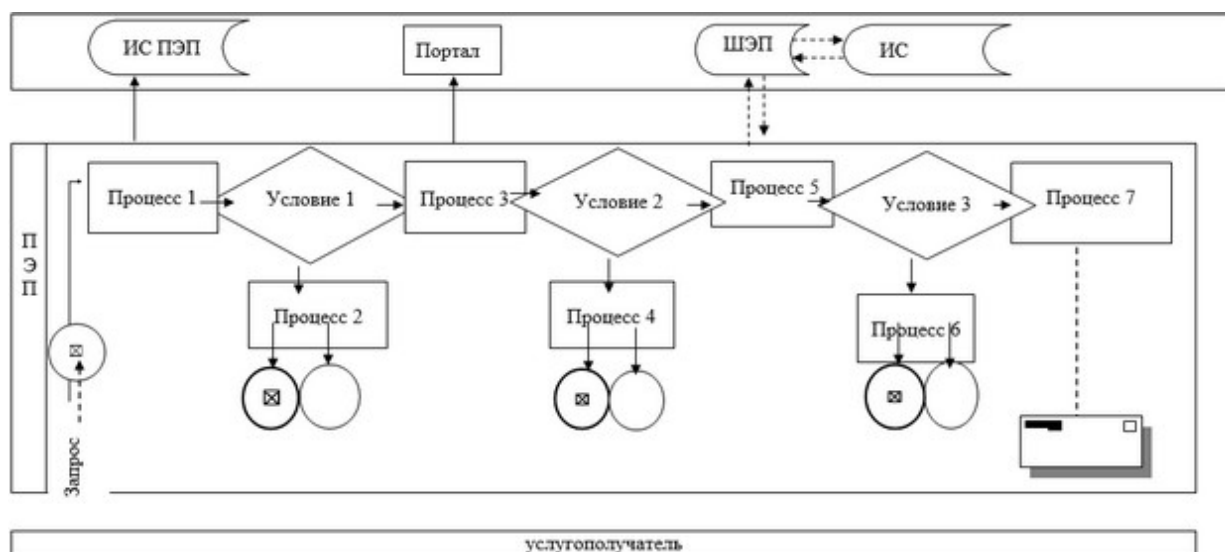 ИС ПЭП
Портал
ШЭП
ИС
Процесс 1
Условие 1
Процесс 3
Условие 2
Процесс 5
Условие 3
Процесс 7
П
Э
П
Процесс 2
Процесс 4
Процесс 6
Запрос
услугополучатель